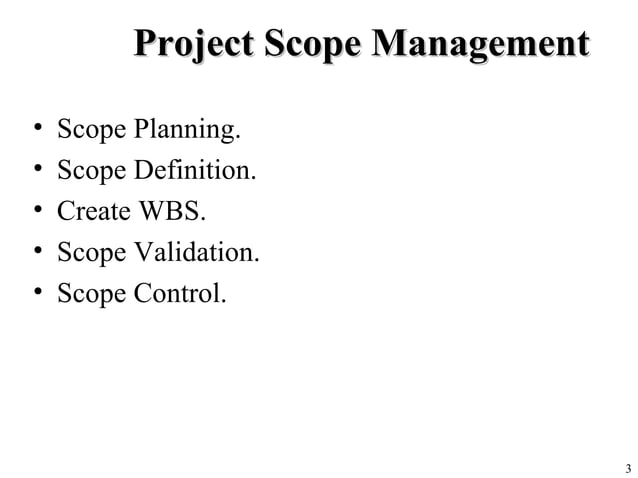 Project Scope Management
• Scope Planning.
• Scope Definition.
• Create WBS.
• Scope Validation.
• Scope Control.
3